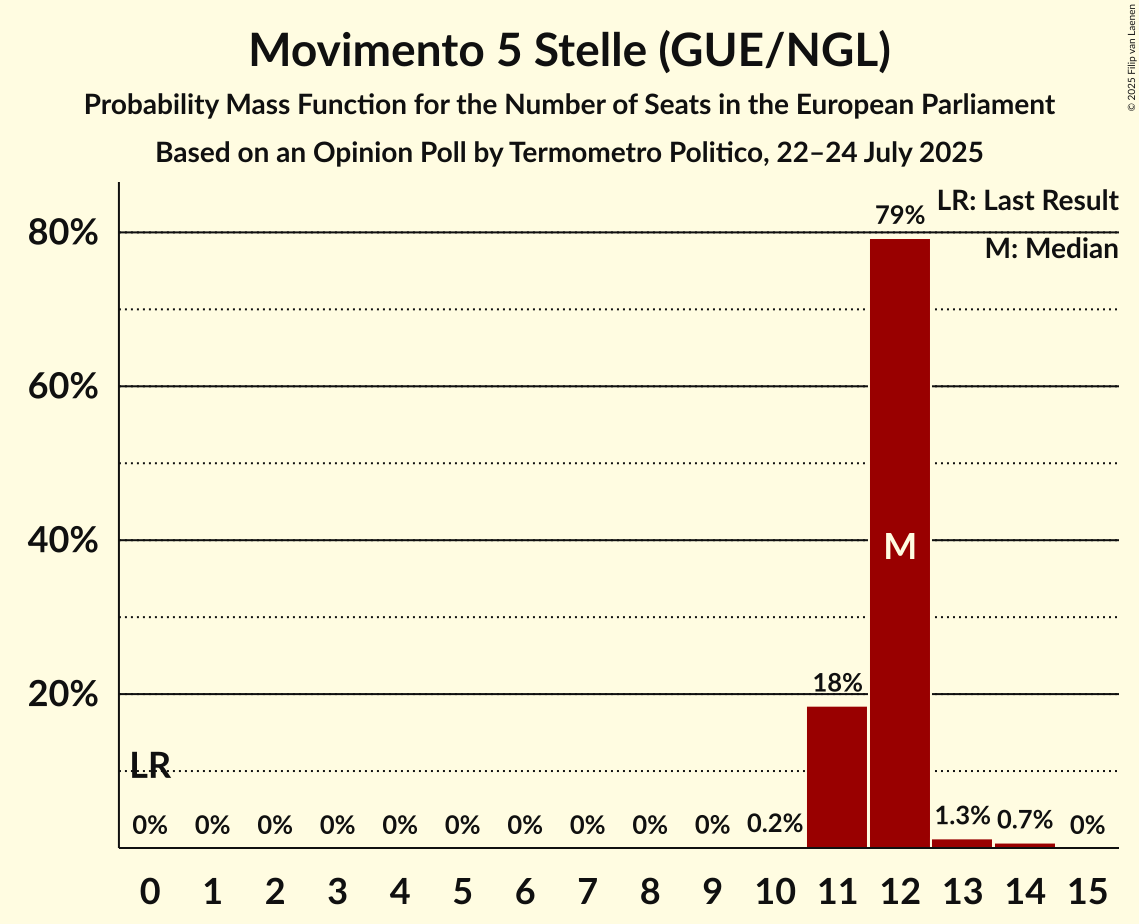 Movimento 5 Stelle (GUE/NGL)
Probability Mass Function for the Number of Seats in the European Parliament
Based on an Opinion Poll by Termometro Politico, 22–24 July 2025
© 2025 Filip van Laenen
LR: Last Result
M: Median
80%
60%
40%
20%
79%
M
18%
LR
0% 0% 0% 0% 0% 0% 0% 0% 0% 0% 0.2% 1.3% 0.7% 0%
0 1 2 3 4 5 6 7 8 9 10 11 12 13 14 15